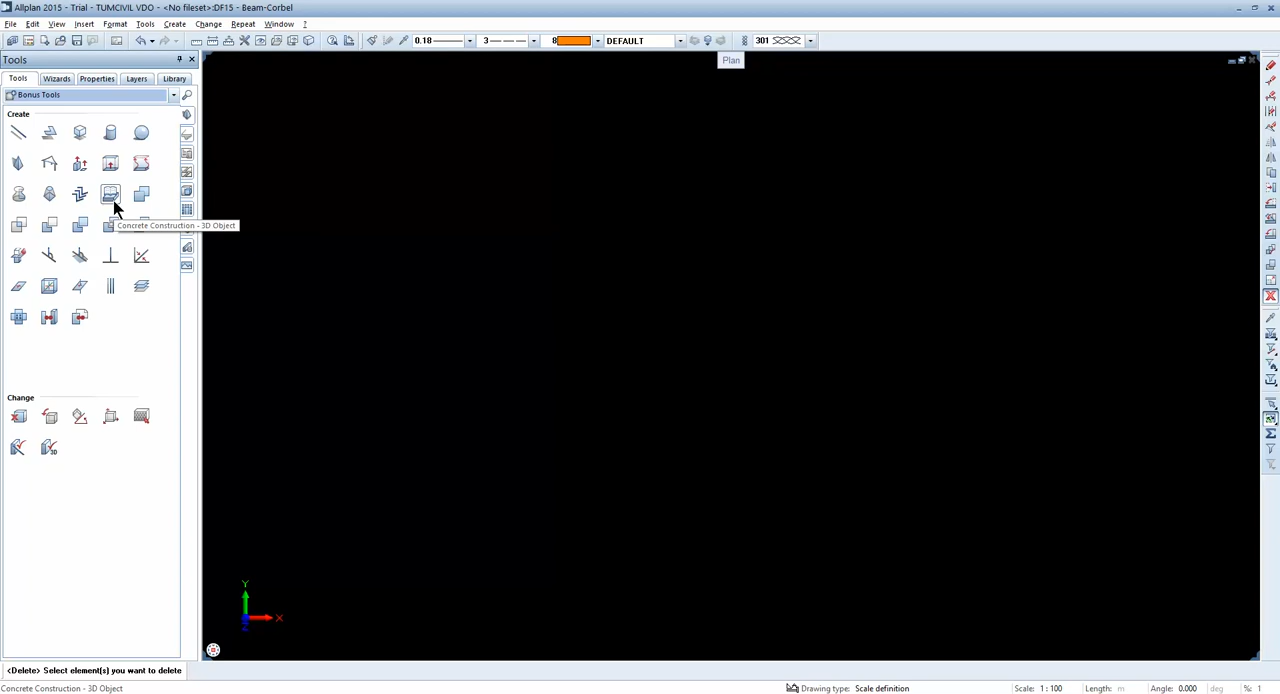 Allplan 2015 - Trial - TUMCIVIL VDO - <No fileset>:DF15 - Beam-Corbel
File Edit View Insert Format Tools Create Change Repeat Window ?
0.18 3 8 DEFAULT 301
Tools
Plan
Tools Wizards Properties Layers Library
Bonus Tools
Create
Concrete Construction - 3D Object
Change
Y
X
Z
<Delete> Select element(s) you want to delete
Concrete Construction - 3D Object Drawing type: Scale definition Scale: 1 : 100 Length: m Angle: 0.000 deg %: 1